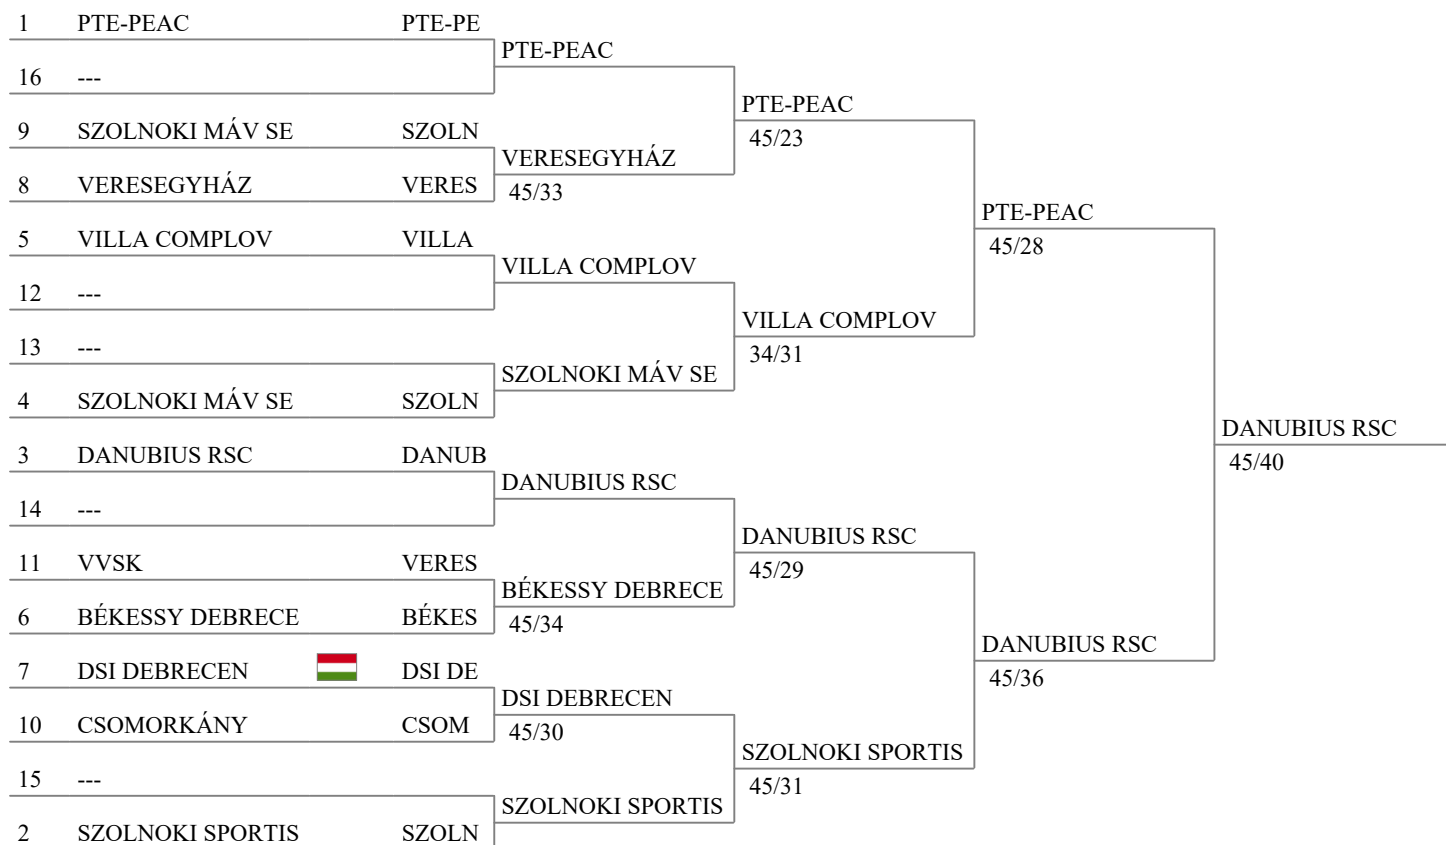 1 PTE-PEAC PTE-PE
PTE-PEAC
16 ---
PTE-PEAC
9 SZOLNOKI MÁV SE SZOLN
45/23
VERESEGYHÁZ
8 VERESEGYHÁZ VERES
45/33
PTE-PEAC
5 VILLA COMPLOV VILLA
45/28
VILLA COMPLOV
12 ---
VILLA COMPLOV
13 ---
34/31
SZOLNOKI MÁV SE
4 SZOLNOKI MÁV SE SZOLN
DANUBIUS RSC
3 DANUBIUS RSC DANUB
45/40
DANUBIUS RSC
14 ---
DANUBIUS RSC
11 VVSK VERES
45/29
BÉKESSY DEBRECE
6 BÉKESSY DEBRECE BÉKES
45/34
DANUBIUS RSC
7 DSI DEBRECEN DSI DE
45/36
DSI DEBRECEN
10 CSOMORKÁNY CSOM
45/30
SZOLNOKI SPORTIS
15 ---
45/31
SZOLNOKI SPORTIS
2 SZOLNOKI SPORTIS SZOLN